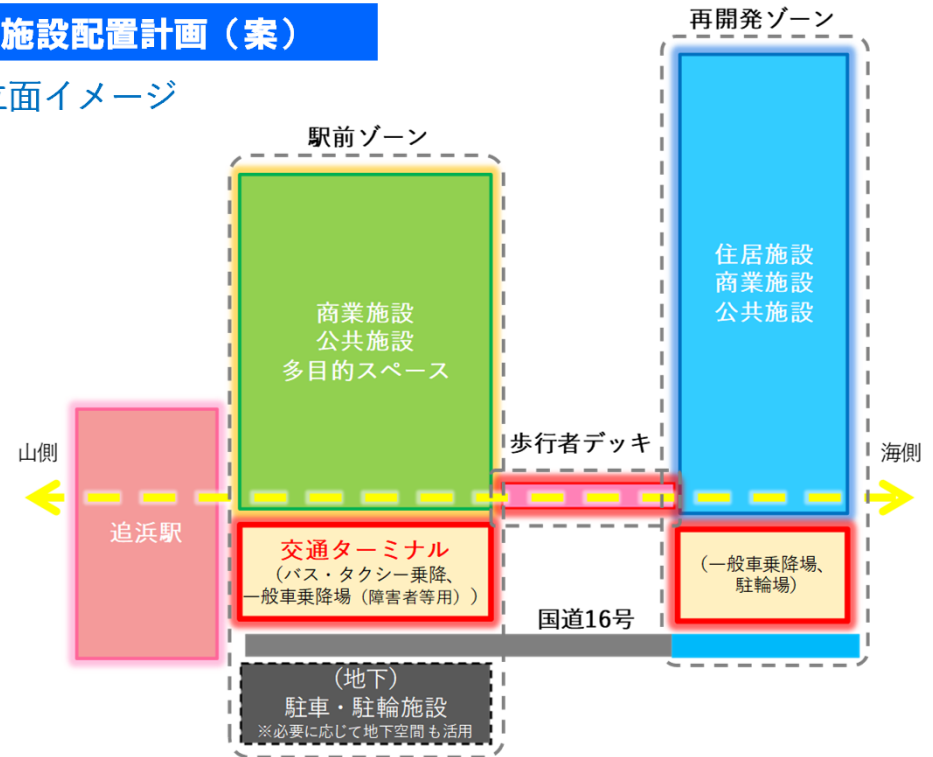 施設配置計画（案）
立面イメージ
再開発ゾーン
駅前ゾーン
住居施設
商業施設
公共施設
商業施設
公共施設
多目的スペース
歩行者デッキ
山側
海側
追浜駅
交通ターミナル
（バス・タクシー乗降、
一般車乗降場（障害者等用））
（一般車乗降場、
駐輪場）
国道16号
（地下）
駐車・駐輪施設
※必要に応じて地下空間も活用